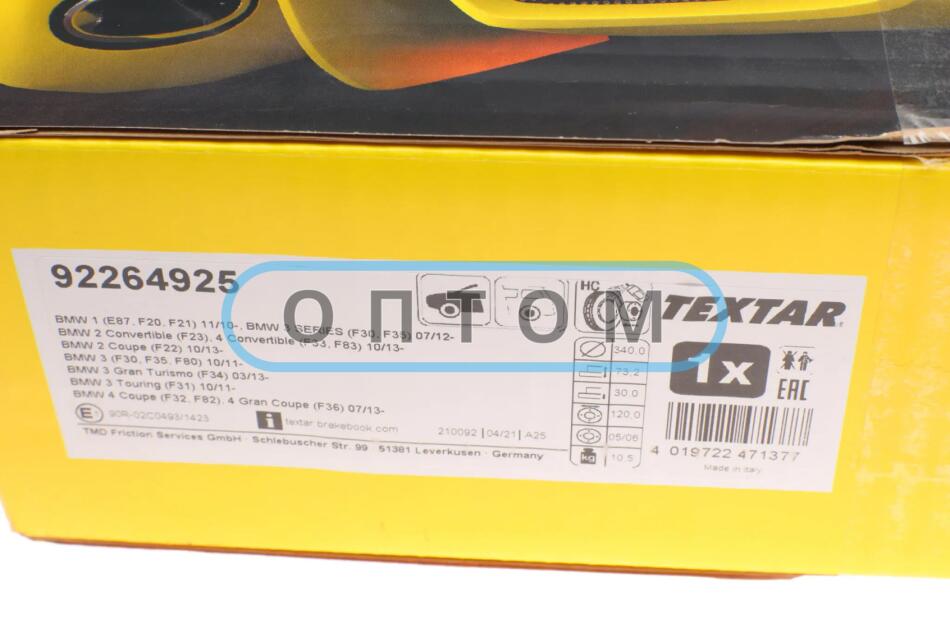 92264925
ОПТОМ
HC
TEXTAR
BMW 1 (E87, F20, F21) 11/10-, BMW 3 SERIES (F30, F35) 07/12-
BMW 2 Convertible (F23), 4 Convertible (F33, F83) 10/13-
BMW 2 Coupe (F22) 10/13-
BMW 3 (F30, F35, F80) 10/11-
BMW 3 Gran Turismo (F34) 03/13-
BMW 3 Touring (F31) 10/11-
BMW 4 Coupe (F32, F82), 4 Gran Coupe (F36) 07/13-
340,0
73,2
30,0
120,0
05/06
kg 10,5
1x
EAC
E 90R-02C0493/1423
i textar brakebook.com
210092 | 04/21 | A25
TMD Friction Services GmbH · Schlebuscher Str. 99 · 51381 Leverkusen · Germany
4 019722 471377
Made in Italy